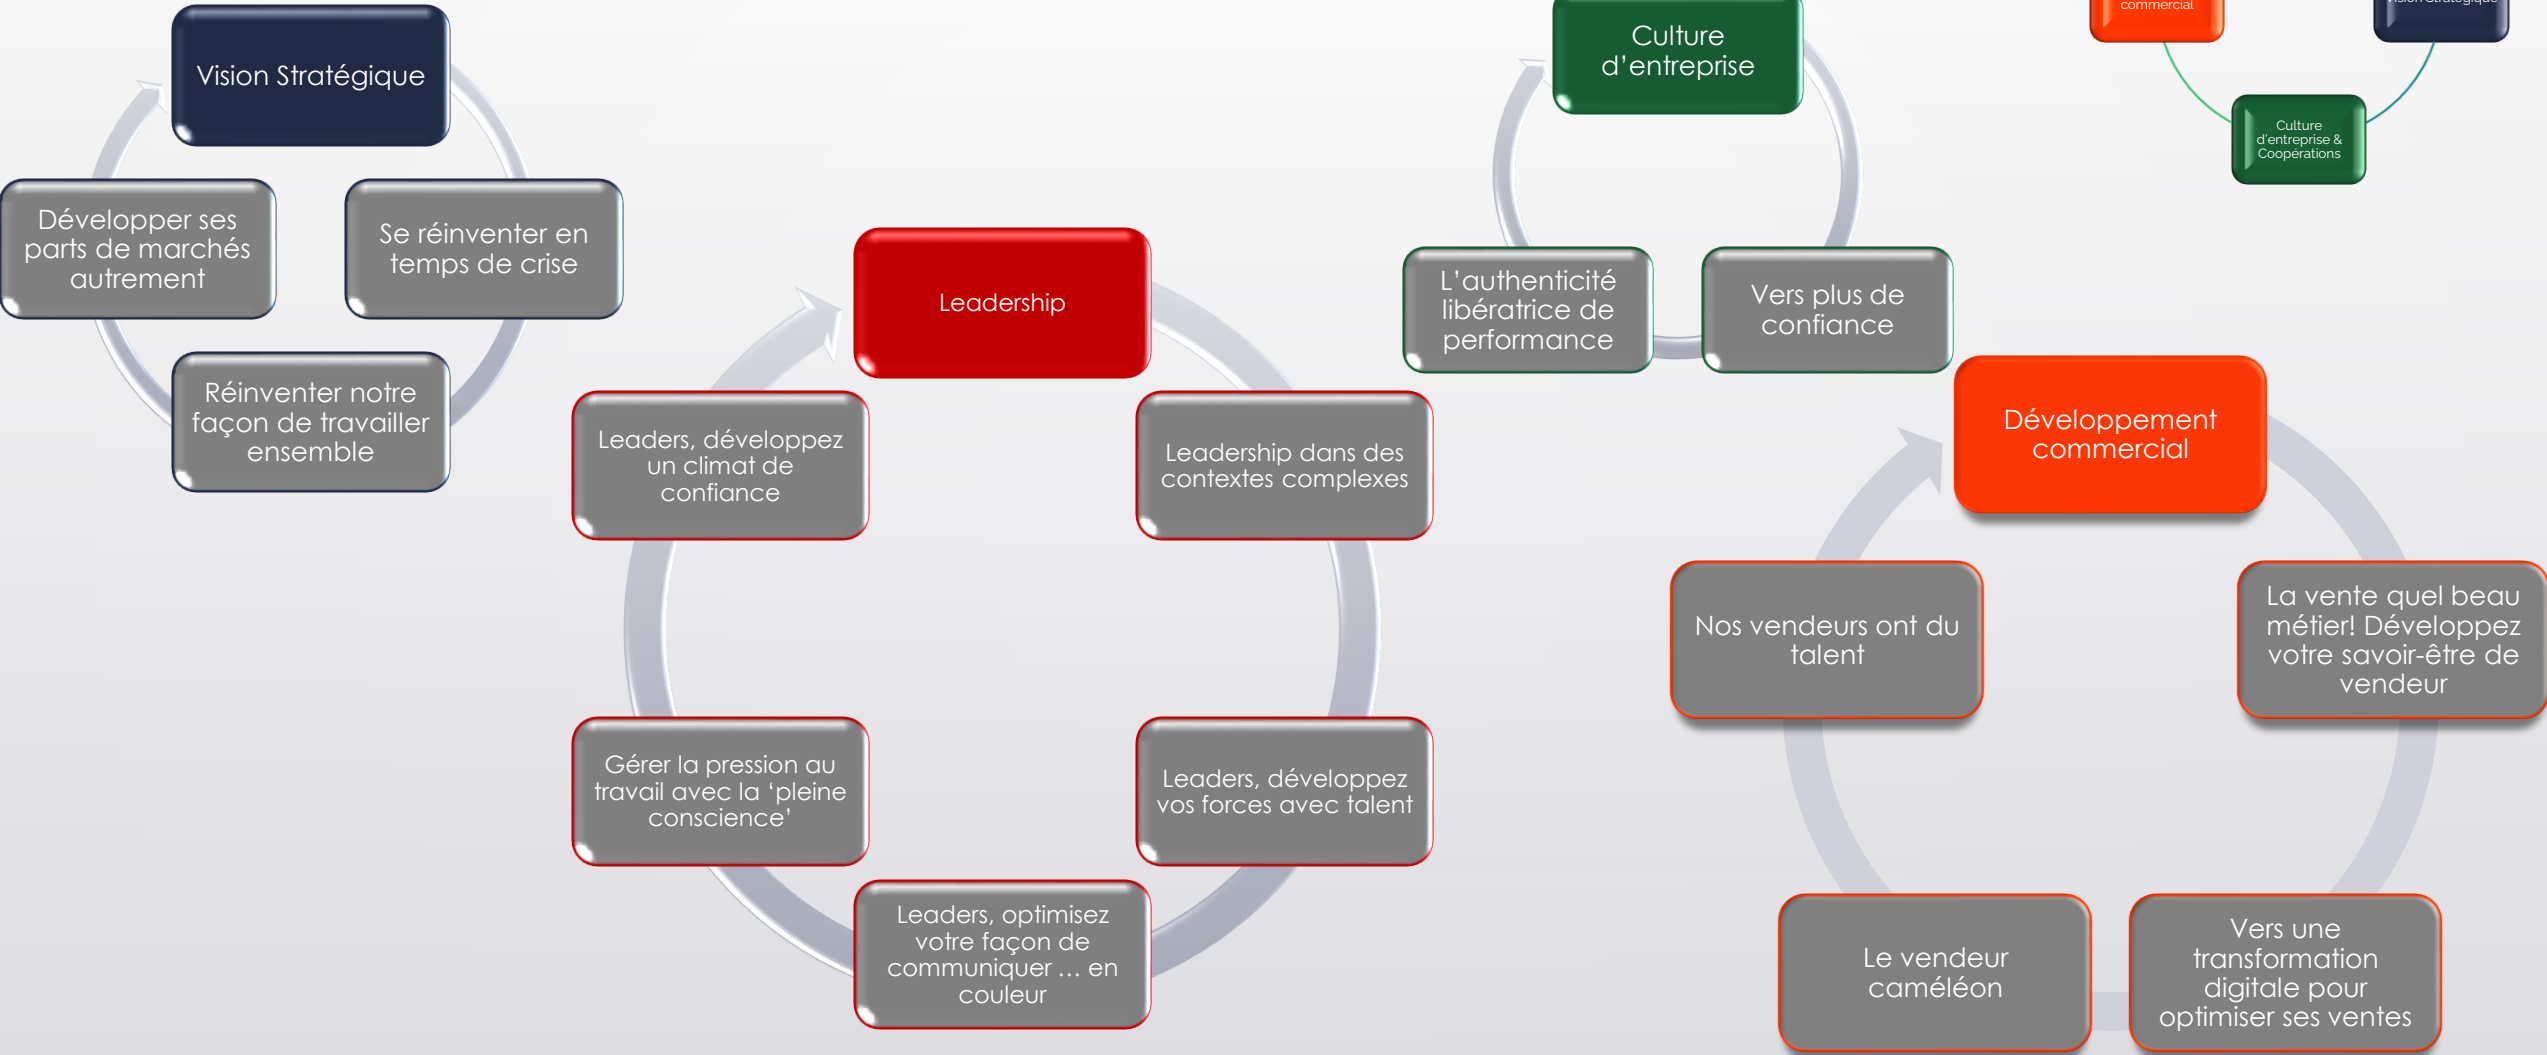 Vision Stratégique
Développer ses
parts de marchés
autrement
Se réinventer en
temps de crise
Réinventer notre
façon de travailler
ensemble
Leadership
Leaders, développez
un climat de
confiance
Leadership dans des
contextes complexes
Gérer la pression au
travail avec la ‘pleine
conscience’
Leaders, développez
vos forces avec talent
Leaders, optimisez
votre façon de
communiquer … en
couleur
Culture
d’entreprise
L’authenticité
libératrice de
performance
Vers plus de
confiance
commercial
Vision Stratégique
Culture
d'entreprise &
Coopérations
Développement
commercial
Nos vendeurs ont du
talent
La vente quel beau
métier! Développez
votre savoir-être de
vendeur
Le vendeur
caméléon
Vers une
transformation
digitale pour
optimiser ses ventes